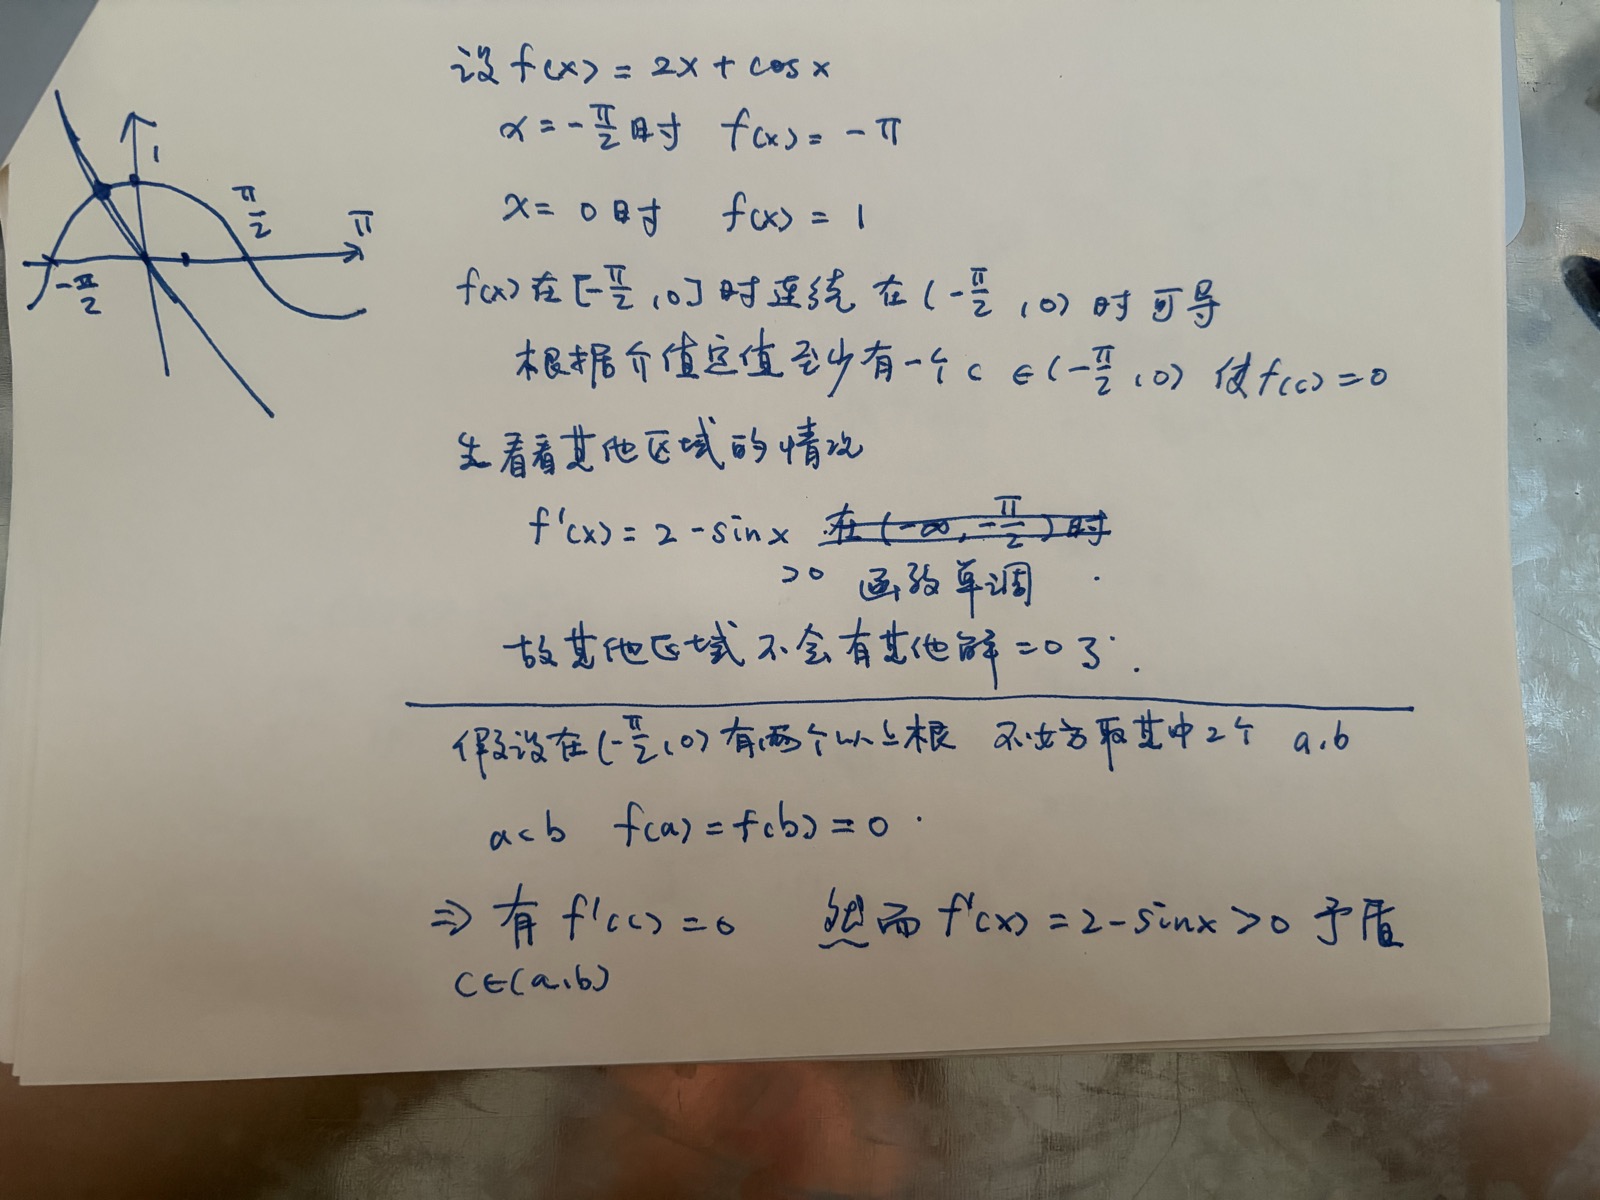 设 f(x) = 2x + cos x
x = -π/2 时 f(x) = -π
x = 0 时 f(x) = 1
f(x) 在 [-π/2, 0] 时 连续 在 (-π/2, 0) 时 可导
根据介值定值至少有一个 c ∈ (-π/2, 0) 使 f(c) = 0
看看其他区域的情况
f'(x) = 2 - sin x 在 (-∞, -π/2) 时
>0 函数单调
故其他区域不会有其他解 = 0 了.
假设在 (-π/2, 0) 有两个以上根 不妨取其中2个 a, b
a < b f(a) = f(b) = 0
⇒ 有 f'(c) = 0 然而 f'(x) = 2 - sin x > 0 矛盾
c ∈ (a, b)
1
π/2
π
-π/2